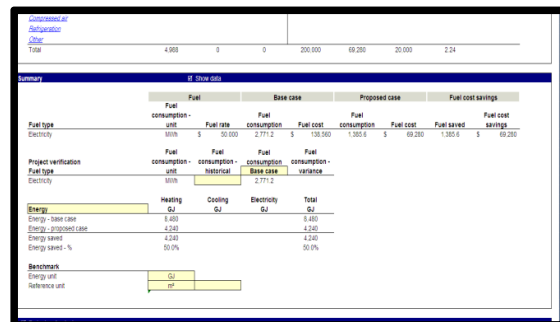 Compressed air
Refrigeration
Other
Total 4,988 0 0 200.000 69.280 20.000 2.24
Summary Show data
Fuel Base case Proposed case Fuel cost savings
Fuel type Fuel consumption - unit Fuel rate Fuel consumption Fuel cost Fuel consumption Fuel cost Fuel saved Fuel cost savings
Electricity MWh $ 50.000 2,771.2 $ 138.560 1.385.6 $ 69.280 1.385.6 $ 69.280
Project verification
Fuel type Fuel consumption - unit Fuel consumption - historical Fuel consumption Base case Fuel consumption - variance
Electricity MWh 2,771.2
Heating Cooling Electricity Total
Energy GJ GJ GJ GJ
Energy - base case 8.480 8.480
Energy - proposed case 4,240 4,240
Energy saved 4,240 4,240
Energy saved - % 50.0% 50.0%
Benchmark
Energy unit GJ
Reference unit m²